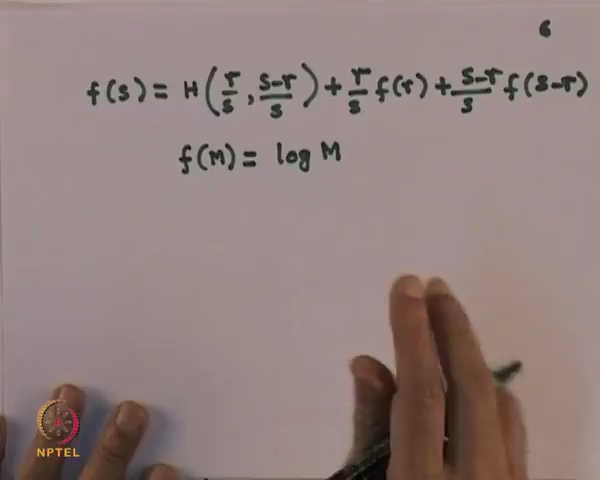 6
f(s) = H(r/s, s-r/s) + r/s f(r) + s-r/s f(s-r)
f(M) = log M
NPTEL